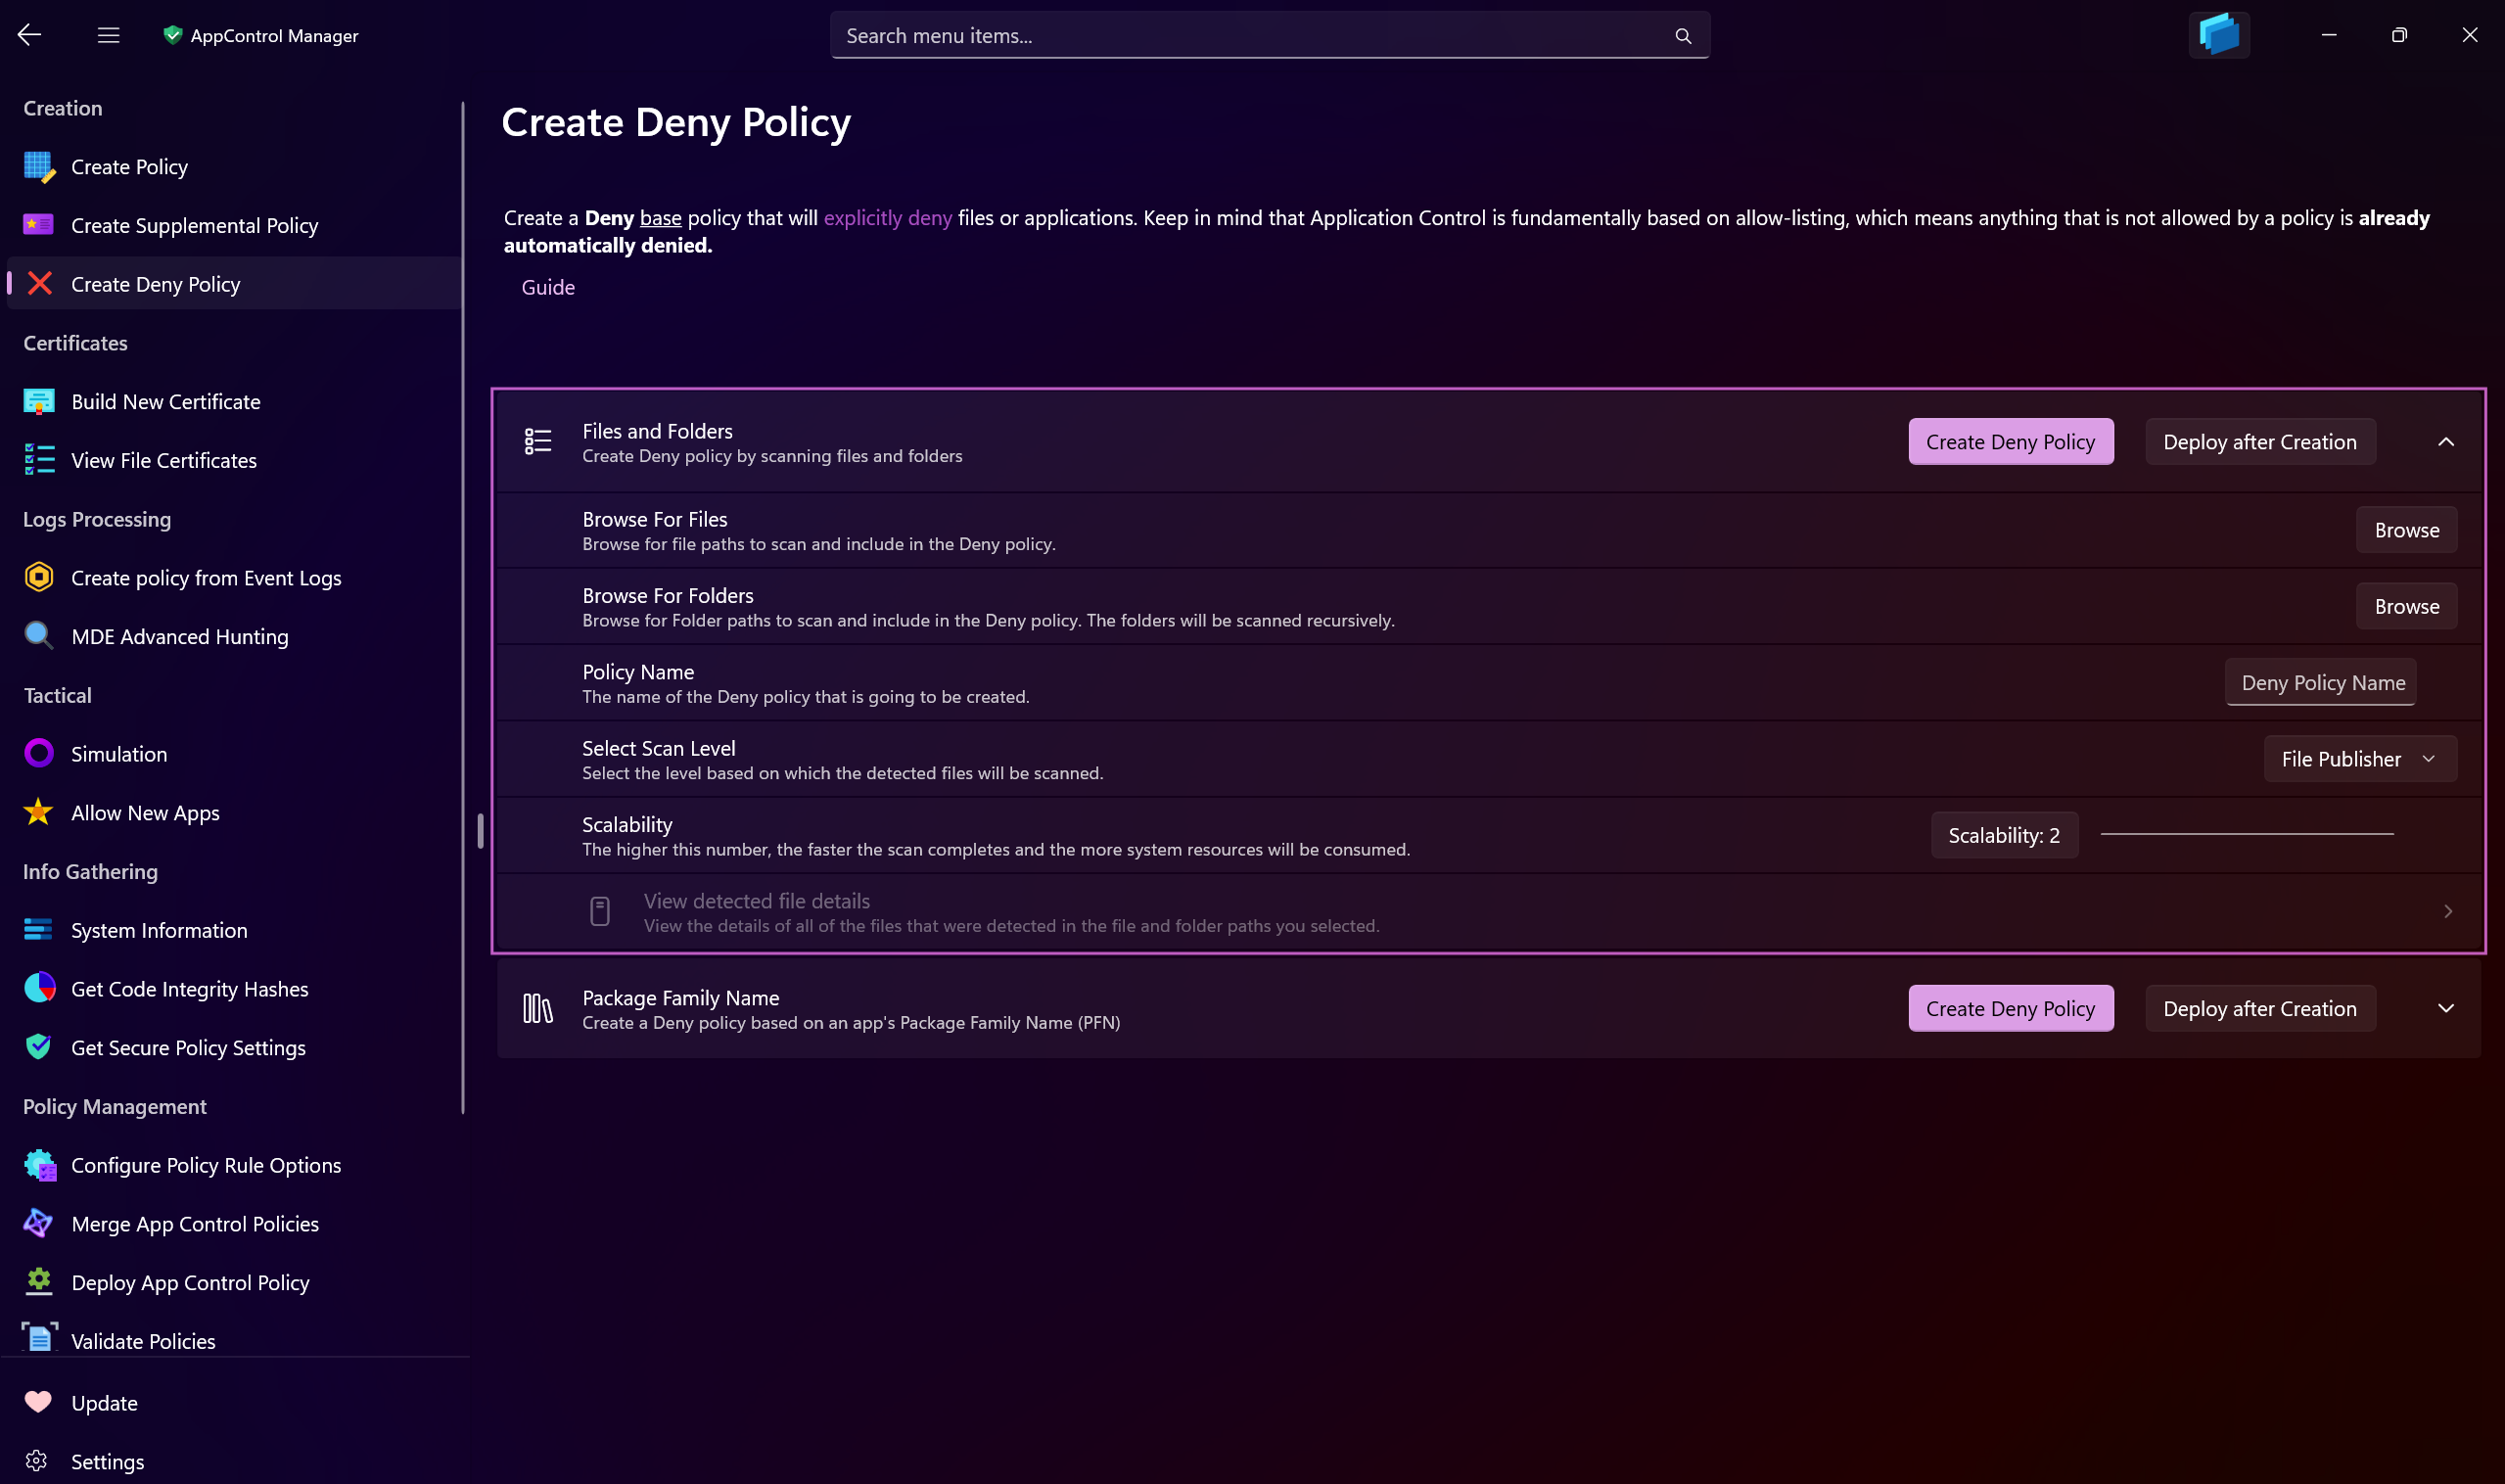 AppControl Manager
Search menu items...
Creation
Create Policy
Create Supplemental Policy
Create Deny Policy
Certificates
Build New Certificate
View File Certificates
Logs Processing
Create policy from Event Logs
MDE Advanced Hunting
Tactical
Simulation
Allow New Apps
Info Gathering
System Information
Get Code Integrity Hashes
Get Secure Policy Settings
Policy Management
Configure Policy Rule Options
Merge App Control Policies
Deploy App Control Policy
Validate Policies
Update
Settings
Create Deny Policy
Create a Deny base policy that will explicitly deny files or applications. Keep in mind that Application Control is fundamentally based on allow-listing, which means anything that is not allowed by a policy is already
automatically denied.
Guide
Files and Folders
Create Deny policy by scanning files and folders
Create Deny Policy
Deploy after Creation
Browse For Files
Browse for file paths to scan and include in the Deny policy.
Browse
Browse For Folders
Browse for Folder paths to scan and include in the Deny policy. The folders will be scanned recursively.
Browse
Policy Name
The name of the Deny policy that is going to be created.
Deny Policy Name
Select Scan Level
Select the level based on which the detected files will be scanned.
File Publisher
Scalability
The higher this number, the faster the scan completes and the more system resources will be consumed.
Scalability: 2
View detected file details
View the details of all of the files that were detected in the file and folder paths you selected.
Package Family Name
Create a Deny policy based on an app's Package Family Name (PFN)
Create Deny Policy
Deploy after Creation